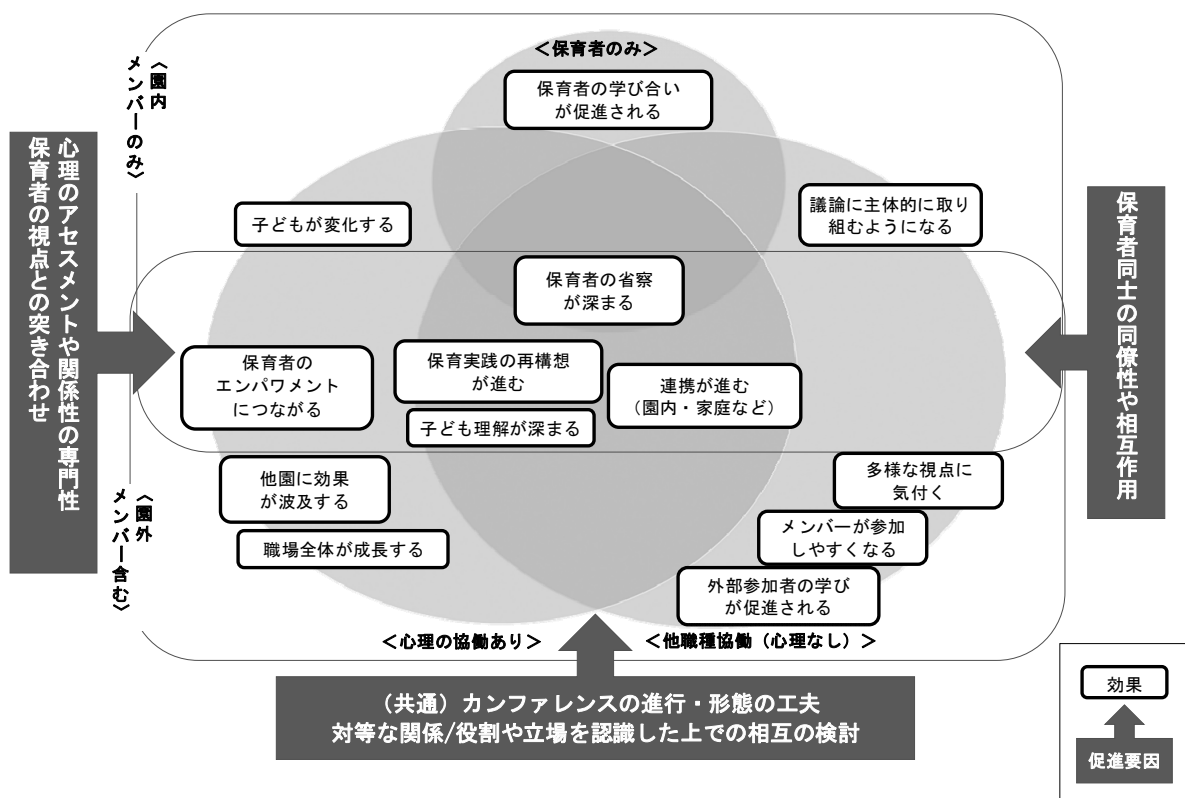 <保育者のみ>
保育者の学び合い
が促進される
〈園内
メンバーのみ〉
心理のアセスメントや関係性の専門性
保育者の視点との突き合わせ
子どもが変化する
議論に主体的に取り
組むようになる
保育者同士の同僚性や相互作用
保育者の省察
が深まる
保育者の
エンパワメント
につながる
保育実践の再構想
が進む
連携が進む
（園内・家庭など）
子ども理解が深まる
〈園外
メンバー含む〉
他園に効果
が波及する
職場全体が成長する
多様な視点に
気付く
メンバーが参加
しやすくなる
外部参加者の学び
が促進される
<心理の協働あり>
<他職種協働（心理なし）>
（共通）カンファレンスの進行・形態の工夫
対等な関係/役割や立場を認識した上での相互の検討
効果
促進要因